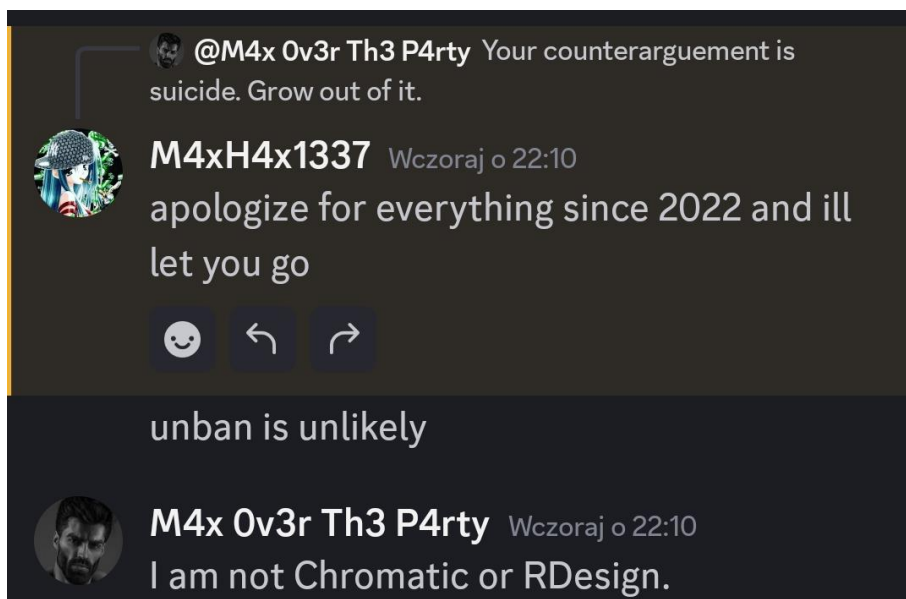 @M4x 0v3r Th3 P4rty Your counterarguement is
suicide. Grow out of it.
M4xH4x1337 Wczoraj o 22:10
apologize for everything since 2022 and ill
let you go
unban is unlikely
M4x 0v3r Th3 P4rty Wczoraj o 22:10
I am not Chromatic or RDesign.